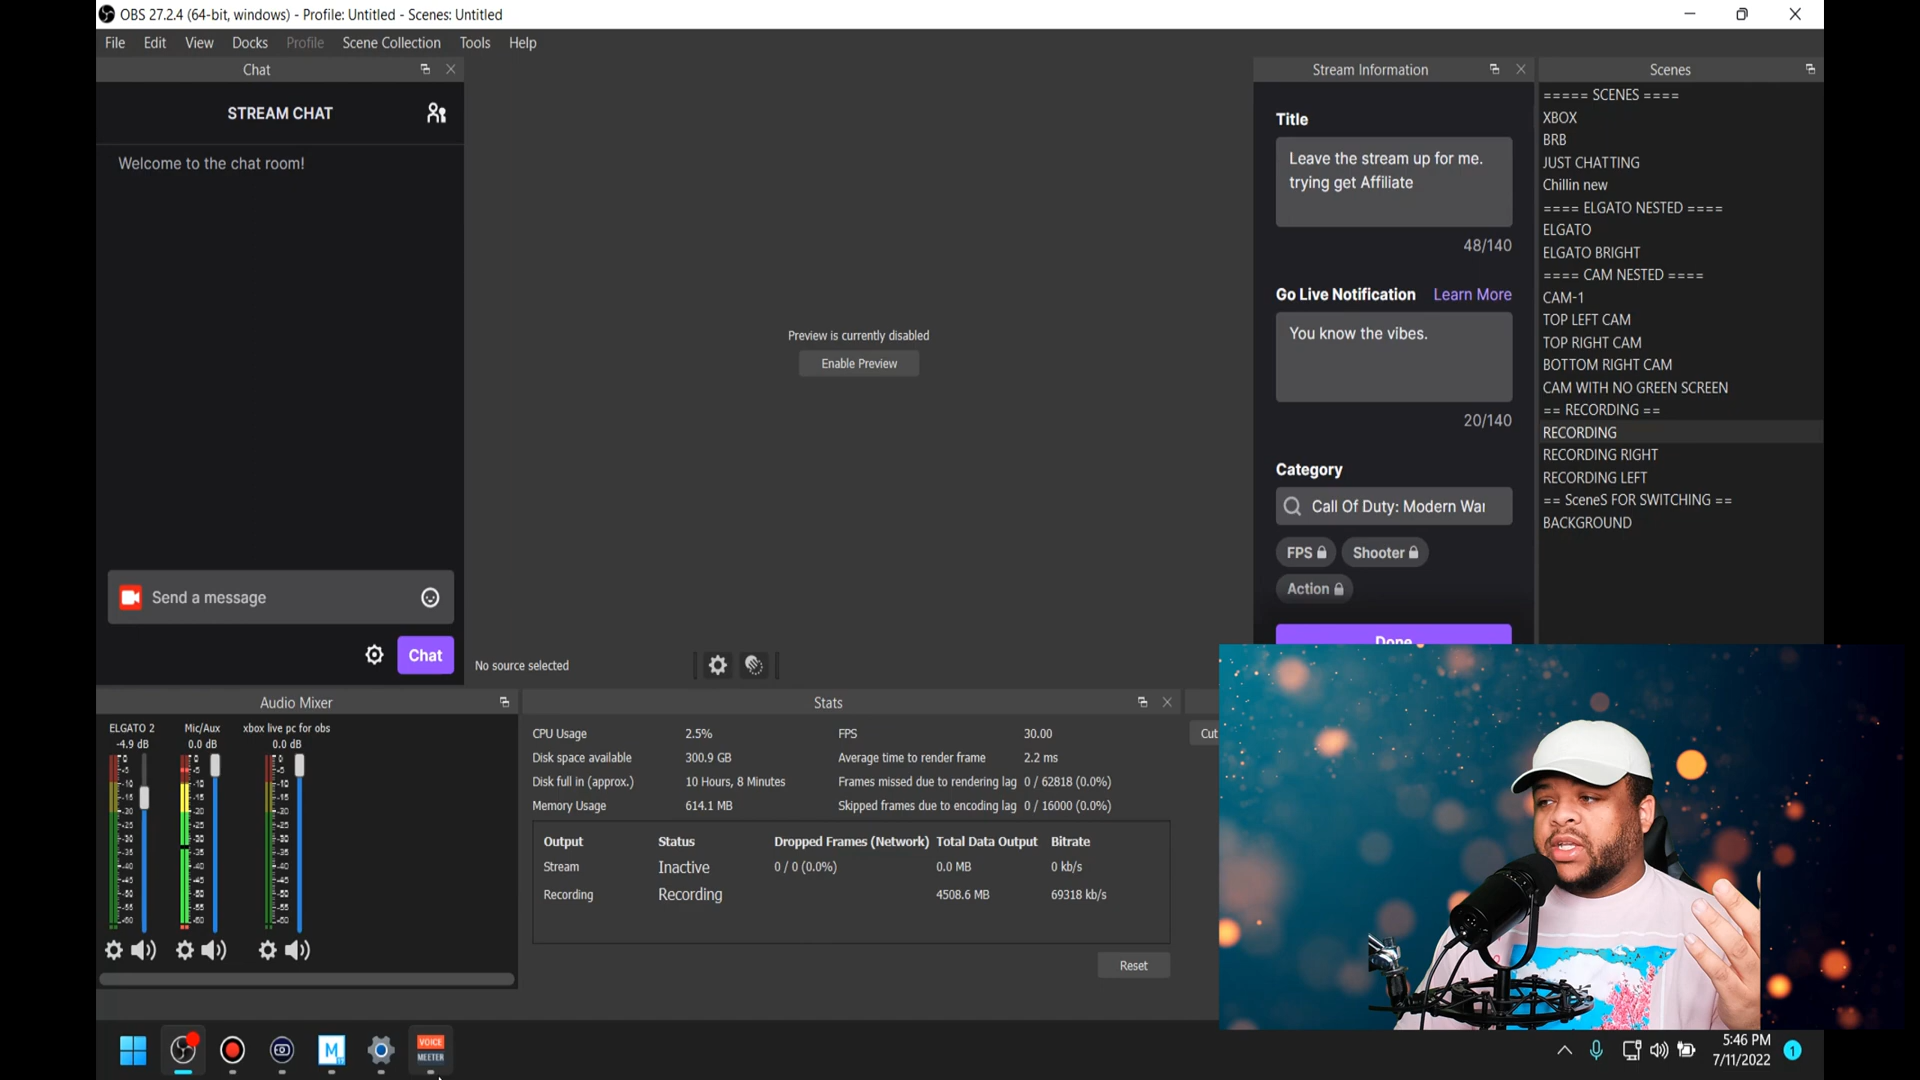 OBS 27.2.4 (64-bit, windows) - Profile: Untitled - Scenes: Untitled
File Edit View Docks Profile Scene Collection Tools Help
Chat
STREAM CHAT
Welcome to the chat room!
Send a message
Chat
Preview is currently disabled
Enable Preview
No source selected
Stream Information
Title
Leave the stream up for me.
trying get Affiliate
48/140
Go Live Notification Learn More
You know the vibes.
20/140
Category
Call Of Duty: Modern War
FPS Shooter
Action
Done
Scenes
===== SCENES ====
XBOX
BRB
JUST CHATTING
Chillin new
==== ELGATO NESTED ====
ELGATO
ELGATO BRIGHT
==== CAM NESTED ====
CAM-1
TOP LEFT CAM
TOP RIGHT CAM
BOTTOM RIGHT CAM
CAM WITH NO GREEN SCREEN
== RECORDING ==
RECORDING
RECORDING RIGHT
RECORDING LEFT
== SceneS FOR SWITCHING ==
BACKGROUND
Audio Mixer
ELGATO 2 Mic/Aux xbox live pc for obs
-4.9 dB 0.0 dB 0.0 dB
Stats
CPU Usage 2.5% FPS 30.00
Disk space available 300.9 GB Average time to render frame 2.2 ms
Disk full in (approx.) 10 Hours, 8 Minutes Frames missed due to rendering lag 0 / 62818 (0.0%)
Memory Usage 614.1 MB Skipped frames due to encoding lag 0 / 16000 (0.0%)
Output Status Dropped Frames (Network) Total Data Output Bitrate
Stream Inactive 0 / 0 (0.0%) 0.0 MB 0 kb/s
Recording Recording 4508.6 MB 69318 kb/s
Reset
Cut
VOICE
MEETER
M
5:46 PM
7/11/2022
1